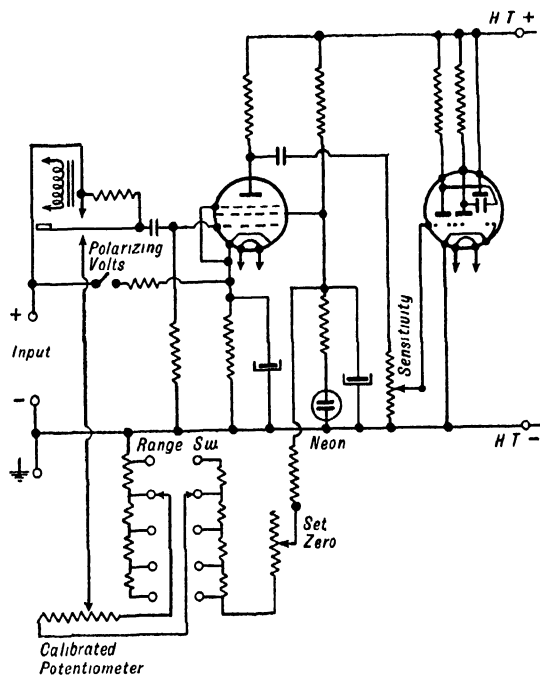 HT +
Polarizing
Volts
+
Input
-
Sensitivity
Range Sw
Neon
HT -
Set
Zero
Calibrated
Potentiometer